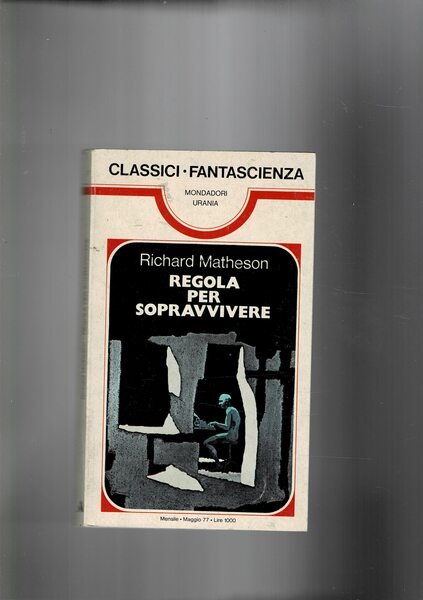 CLASSICI • FANTASCIENZA
MONDADORI
URANIA
Richard Matheson
REGOLA
PER
SOPRAVVIVERE
Mensile • Maggio 77 • Lire 1000